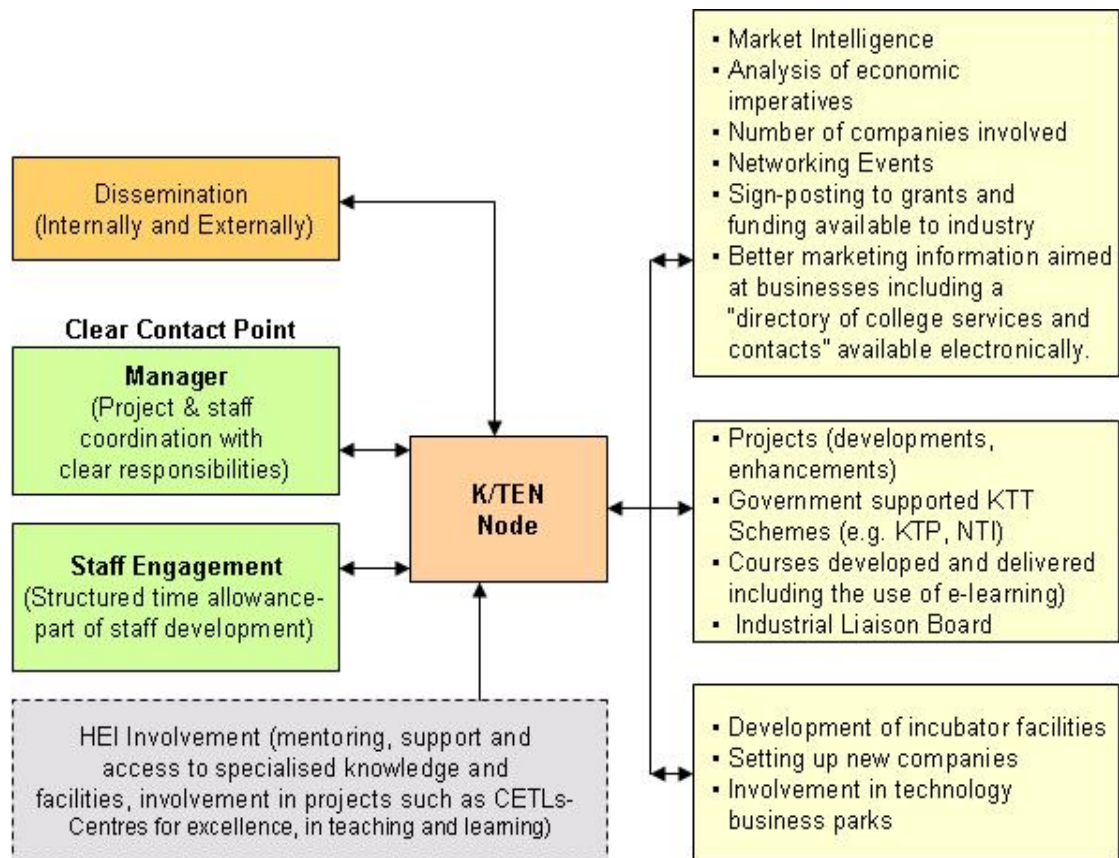 Dissemination
(Internally and Externally)
Clear Contact Point
Manager
(Project & staff
coordination with
clear responsibilities)
Staff Engagement
(Structured time allowance-
part of staff development)
HEI Involvement (mentoring, support and
access to specialised knowledge and
facilities, involvement in projects such as CETLs-
Centres for excellence, in teaching and learning)
K/TEN
Node
▪ Market Intelligence
▪ Analysis of economic
imperatives
▪ Number of companies involved
▪ Networking Events
▪ Sign-posting to grants and
funding available to industry
▪ Better marketing information aimed
at businesses including a
"directory of college services and
contacts" available electronically.
▪ Projects (developments,
enhancements)
▪ Government supported KTT
Schemes (e.g. KTP, NTI)
▪ Courses developed and delivered
including the use of e-learning)
▪ Industrial Liaison Board
▪ Development of incubator facilities
▪ Setting up new companies
▪ Involvement in technology
business parks